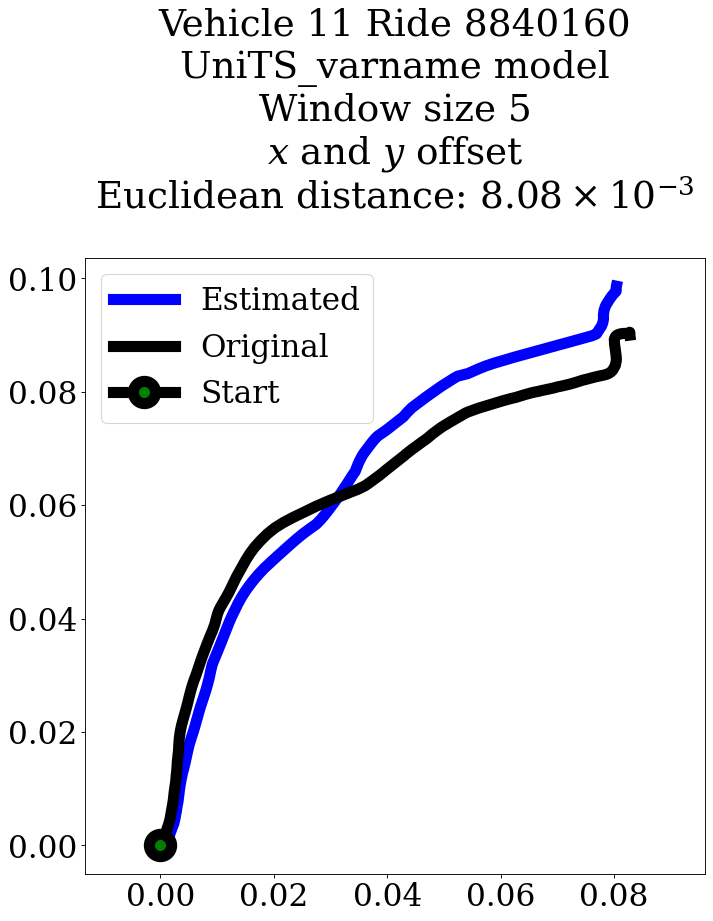 Vehicle 11 Ride 8840160
UniTS_varname model
Window size 5
x and y offset
Euclidean distance: 8.08 × 10⁻³
Estimated
Original
Start
0.10
0.08
0.06
0.04
0.02
0.00
0.00 0.02 0.04 0.06 0.08